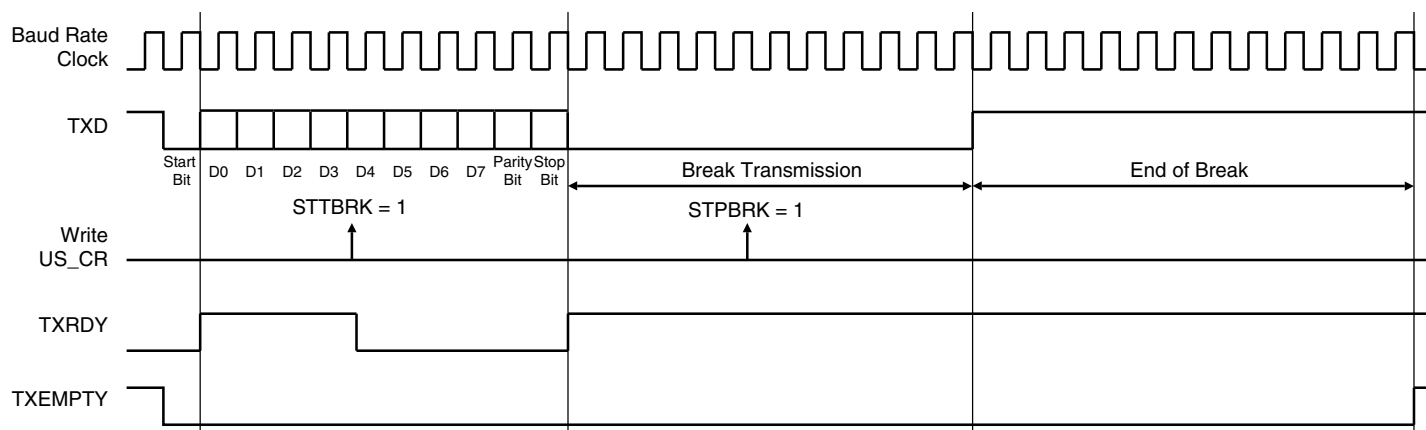 Baud Rate
Clock
TXD
Start
Bit
D0
D1
D2
D3
D4
D5
D6
D7
Parity
Bit
Stop
Bit
Break Transmission
End of Break
STTBRK = 1
STPBRK = 1
Write
US_CR
TXRDY
TXEMPTY